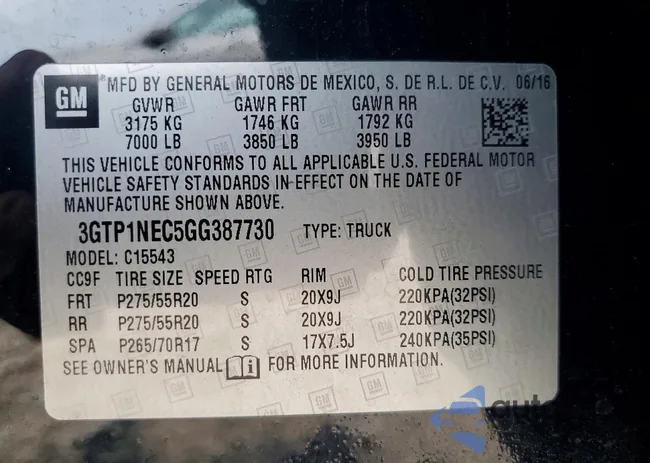 GM
MFD BY GENERAL MOTORS DE MEXICO, S. DE R.L. DE C.V. 06/16
GVWR GAWR FRT GAWR RR
3175 KG 1746 KG 1792 KG
7000 LB 3850 LB 3950 LB
THIS VEHICLE CONFORMS TO ALL APPLICABLE U.S. FEDERAL MOTOR
VEHICLE SAFETY STANDARDS IN EFFECT ON THE DATE OF
MANUFACTURE SHOWN ABOVE.
3GTP1NEC5GG387730 TYPE: TRUCK
MODEL: C15543
CC9F TIRE SIZE SPEED RTG RIM COLD TIRE PRESSURE
FRT P275/55R20 S 20X9J 220KPA(32PSI)
RR P275/55R20 S 20X9J 220KPA(32PSI)
SPA P265/70R17 S 17X7.5J 240KPA(35PSI)
SEE OWNER'S MANUAL FOR MORE INFORMATION.